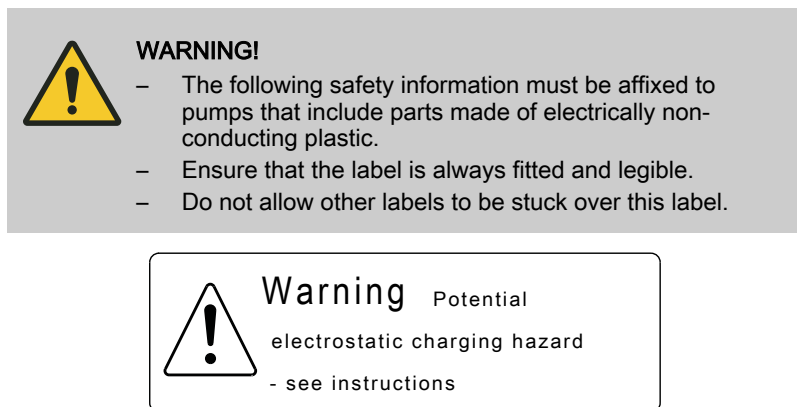 WARNING!
– The following safety information must be affixed to
pumps that include parts made of electrically non-
conducting plastic.
– Ensure that the label is always fitted and legible.
– Do not allow other labels to be stuck over this label.
Warning Potential
electrostatic charging hazard
- see instructions